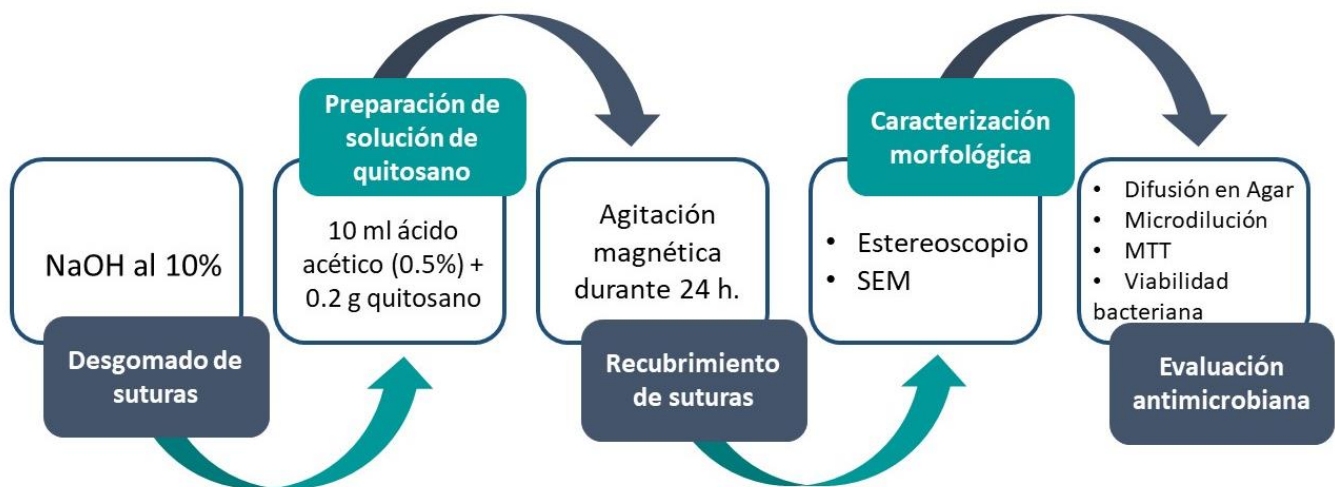 NaOH al 10%
Desgomado de
suturas
Preparación de
solución de
quitosano
10 ml ácido
acético (0.5%) +
0.2 g quitosano
Agitación
magnética
durante 24 h.
Recubrimiento
de suturas
Caracterización
morfológica
• Estereoscopio
• SEM
• Difusión en Agar
• Microdilución
• MTT
• Viabilidad
bacteriana
Evaluación
antimicrobiana